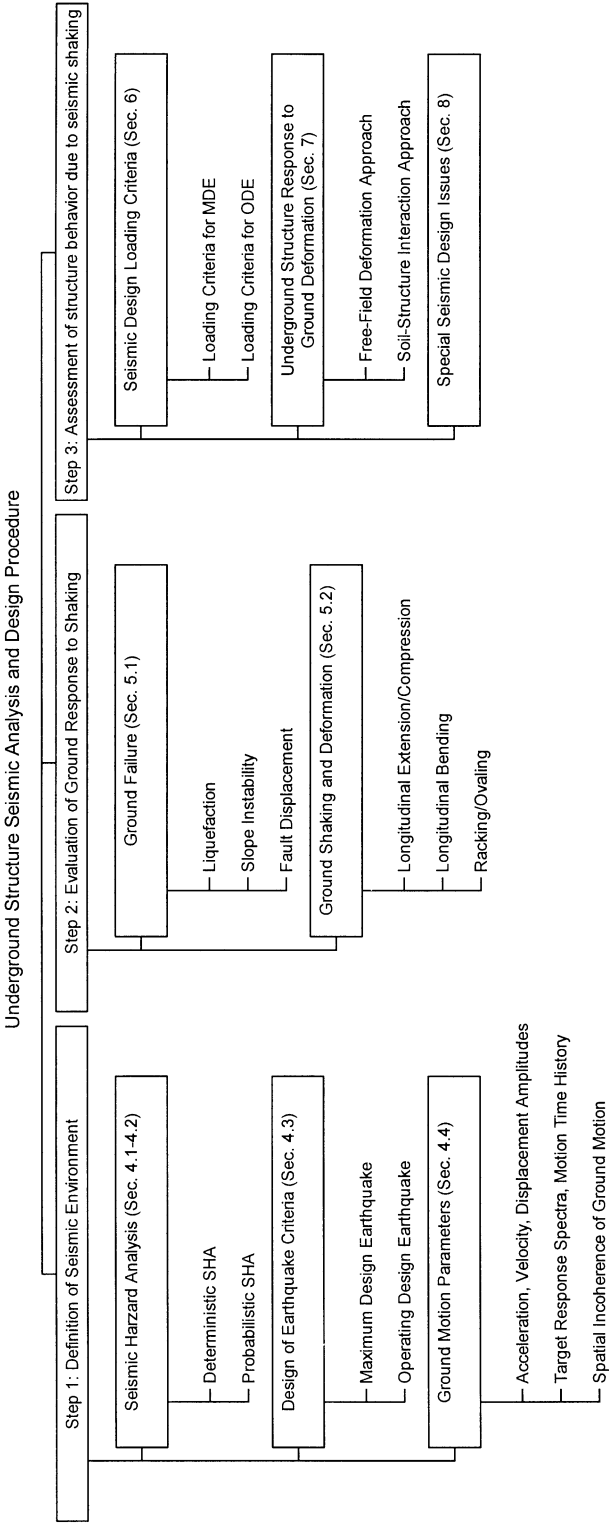 Underground Structure Seismic Analysis and Design Procedure
Step 1: Definition of Seismic Environment
Seismic Harzard Analysis (Sec. 4.1-4.2)
Deterministic SHA
Probabilistic SHA
Design of Earthquake Criteria (Sec. 4.3)
Maximum Design Earthquake
Operating Design Earthquake
Ground Motion Parameters (Sec. 4.4)
Acceleration, Velocity, Displacement Amplitudes
Target Response Spectra, Motion Time History
Spatial Incoherence of Ground Motion
Step 2: Evaluation of Ground Response to Shaking
Ground Failure (Sec. 5.1)
Liquefaction
Slope Instability
Fault Displacement
Ground Shaking and Deformation (Sec. 5.2)
Longitudinal Extension/Compression
Longitudinal Bending
Racking/Ovaling
Step 3: Assessment of structure behavior due to seismic shaking
Seismic Design Loading Criteria (Sec. 6)
Loading Criteria for MDE
Loading Criteria for ODE
Underground Structure Response to
Ground Deformation (Sec. 7)
Free-Field Deformation Approach
Soil-Structure Interaction Approach
Special Seismic Design Issues (Sec. 8)